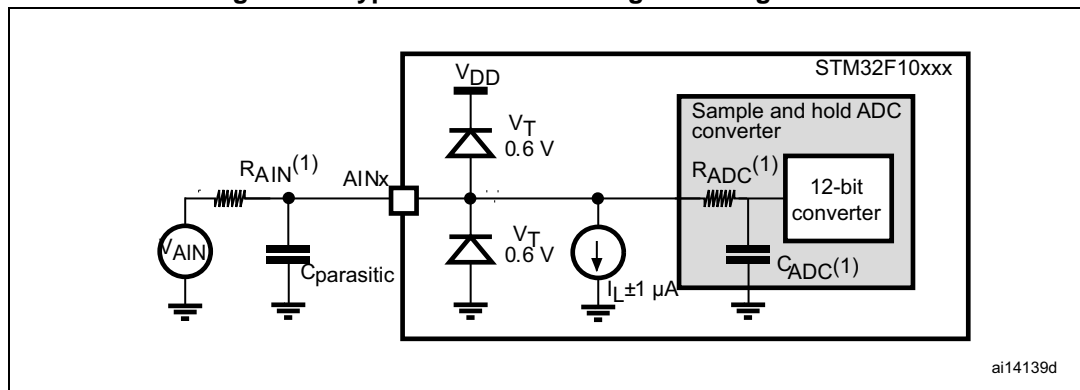 STM32F10xxx
VDD
Sample and hold ADC
converter
VT
0.6 V
RAIN(1)
AINx
RADC(1)
12-bit
converter
VAIN
Cparasitic
VT
0.6 V
IL±1 µA
CADC(1)
ai14139d